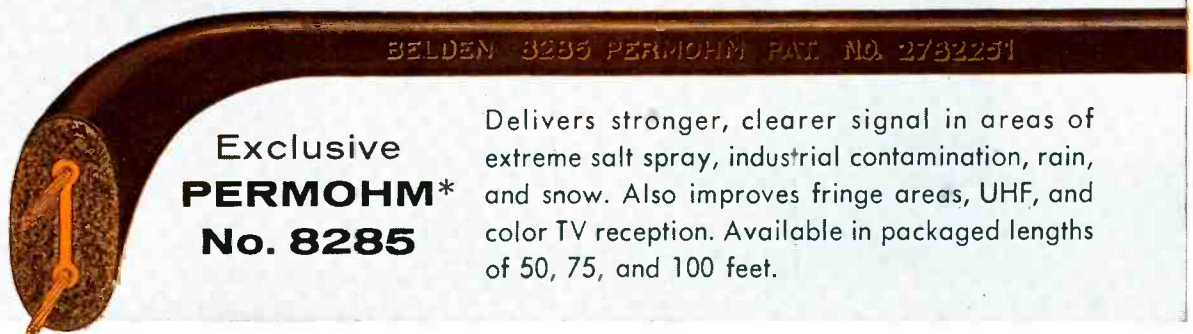 BELDEN 8285 PERMOHM PAT. NO. 2782251
Exclusive
PERMOHM*
No. 8285
Delivers stronger, clearer signal in areas of
extreme salt spray, industrial contamination, rain,
and snow. Also improves fringe areas, UHF, and
color TV reception. Available in packaged lengths
of 50, 75, and 100 feet.